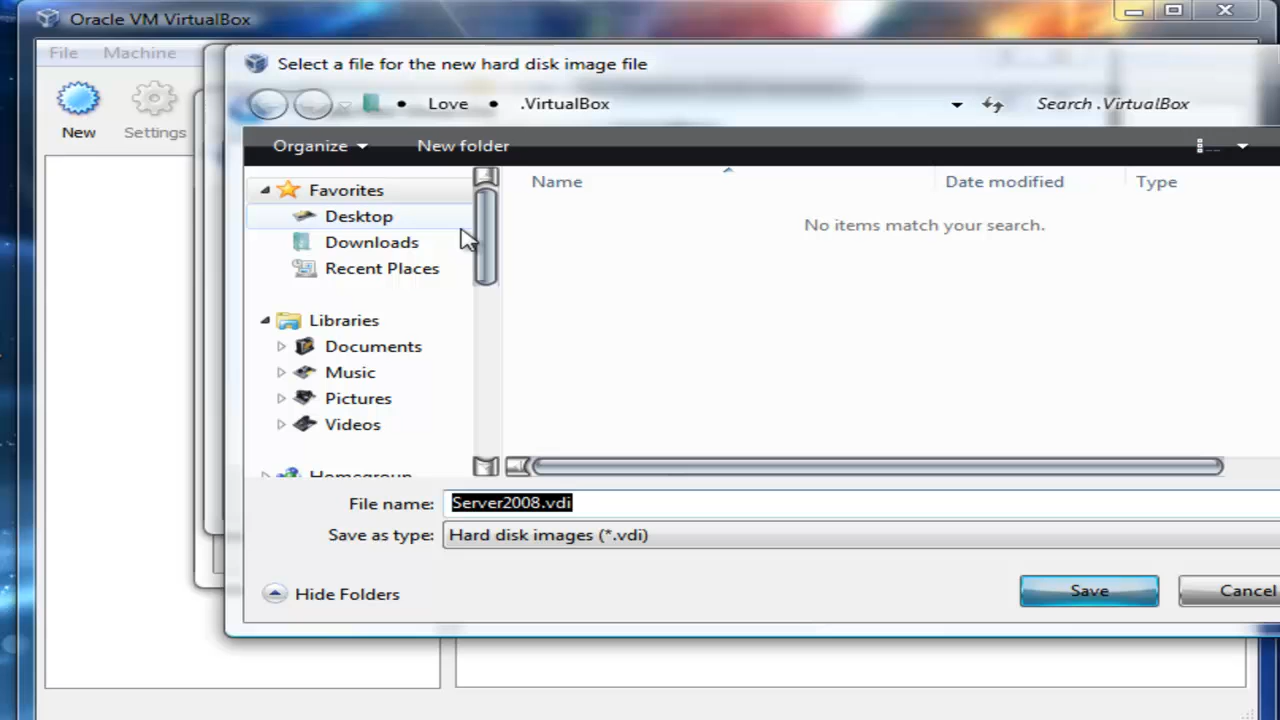 Oracle VM VirtualBox
File Machine
Select a file for the new hard disk image file
Love .VirtualBox Search .VirtualBox
New Settings
Organize New folder
Name Date modified Type
No items match your search.
Favorites
Desktop
Downloads
Recent Places
Libraries
Documents
Music
Pictures
Videos
Homegroup
File name: Server2008.vdi
Save as type: Hard disk images (*.vdi)
Hide Folders Save Cancel